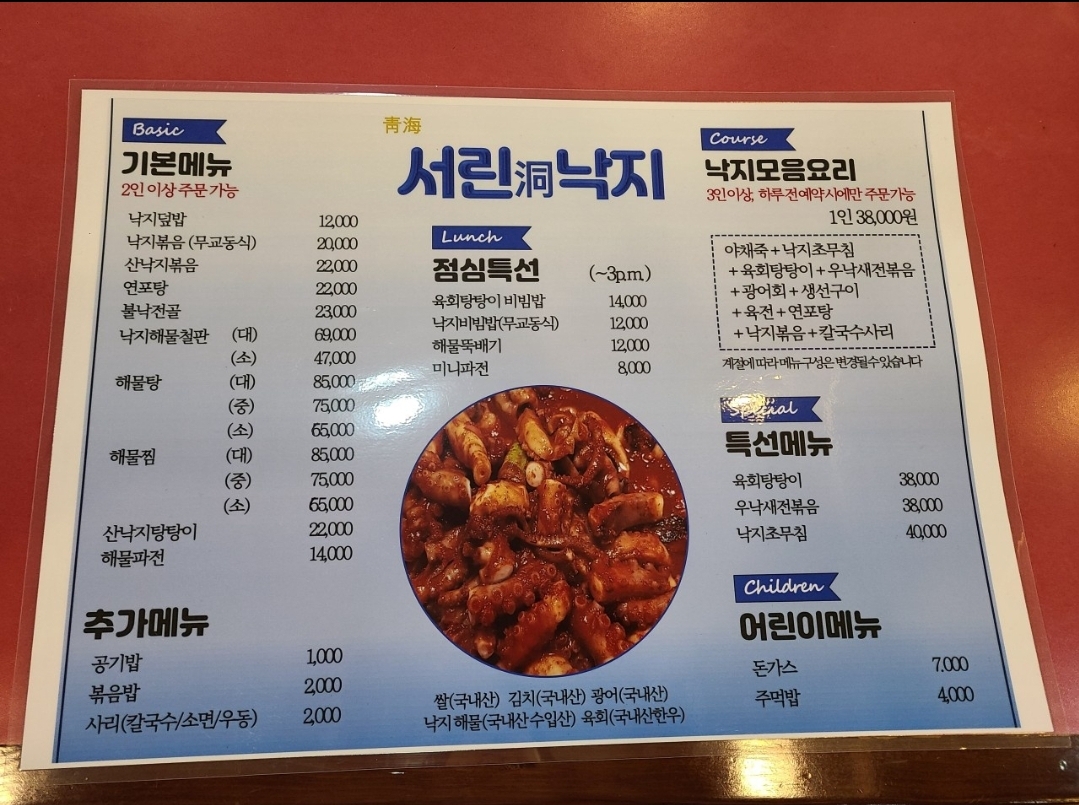 Basic
기본메뉴
2인 이상 주문 가능
낙지덮밥 12,000
낙지볶음 (무교동식) 20,000
산낙지볶음 22,000
연포탕 22,000
불낙전골 23,000
낙지해물철판 (대) 69,000
(소) 47,000
해물탕 (대) 85,000
(중) 75,000
(소) 65,000
해물찜 (대) 85,000
(중) 75,000
(소) 65,000
산낙지탕탕이 22,000
해물파전 14,000
추가메뉴
공기밥 1,000
볶음밥 2,000
사리(칼국수/소면/우동) 2,000
靑海
서린洞낙지
Lunch
점심특선 (~3p.m)
육회탕탕이 비빔밥 14,000
낙지비빔밥(무교동식) 12,000
해물뚝배기 12,000
미니파전 8,000
쌀(국내산) 김치(국내산) 광어(국내산)
낙지 해물(국내산 수입산) 육회(국내산한우)
Course
낙지모음요리
3인이상, 하루 전 예약시에만 주문가능
1인 38,000원
야채죽 + 낙지초무침
+ 육회탕탕이 + 우낙새전볶음
+ 광어회 + 생선구이
+ 육전 + 연포탕
+ 낙지볶음 + 칼국수사리
계절에 따라 메뉴 구성은 변경될 수 있습니다
Special
특선메뉴
육회탕탕이 38,000
우낙새전볶음 38,000
낙지초무침 40,000
Children
어린이메뉴
돈가스 7.000
주먹밥 4,000